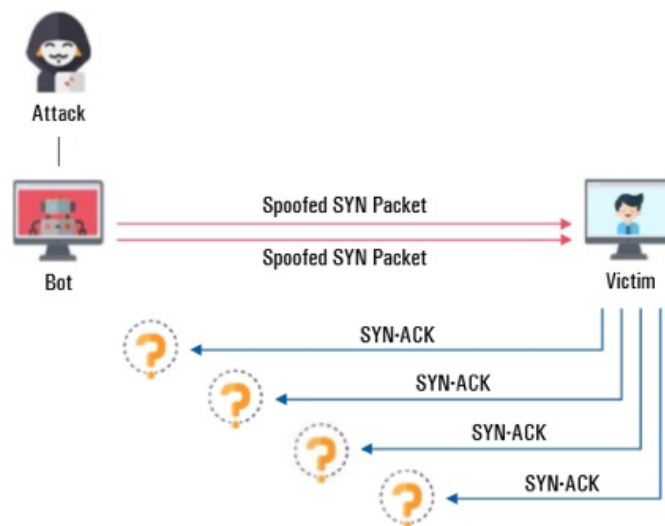 Attack
Spoofed SYN Packet
Spoofed SYN Packet
Bot
Victim
SYN-ACK
SYN-ACK
SYN-ACK
SYN-ACK